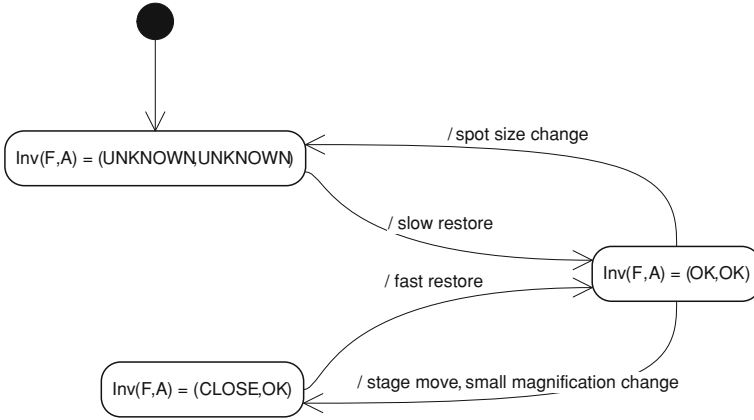 / spot size change
Inv(F,A) = (UNKNOWN,UNKNOWN)
/ slow restore
Inv(F,A) = (OK,OK)
/ fast restore
/ stage move, small magnification change
Inv(F,A) = (CLOSE,OK)